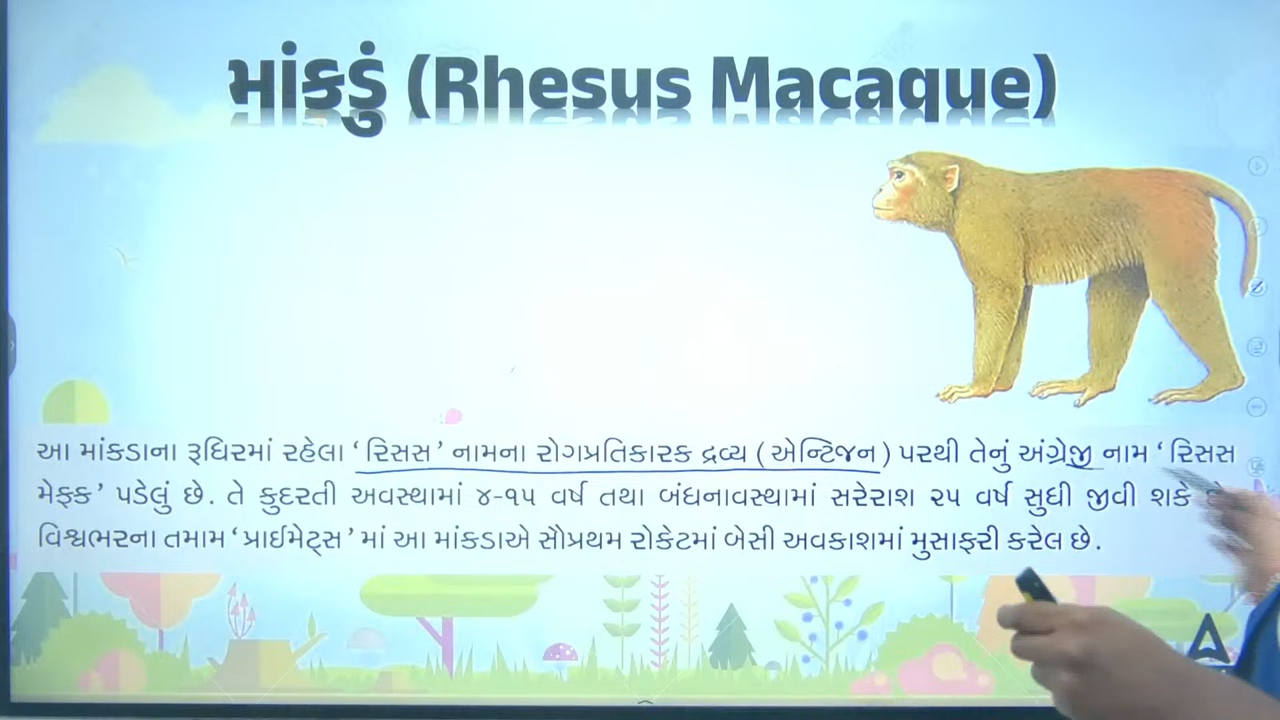 માંકડું (Rhesus Macaque)
આ માંકડાના રૂધિરમાં રહેલા ‘રિસસ’ નામના રોગપ્રતિકારક દ્રવ્ય (એન્ટિજન) પરથી તેનું અંગ્રેજી નામ ‘રિસસ
મેકક’ પડેલું છે. તે કુદરતી અવસ્થામાં ૪-૧૫ વર્ષ તથા બંધનાવસ્થામાં સરેરાશ ૨૫ વર્ષ સુધી જીવી શકે
વિશ્વભરના તમામ ‘પ્રાઈમેટ્સ’માં આ માંકડાએ સૌપ્રથમ રોકેટમાં બેસી અવકાશમાં મુસાફરી કરેલ છે.